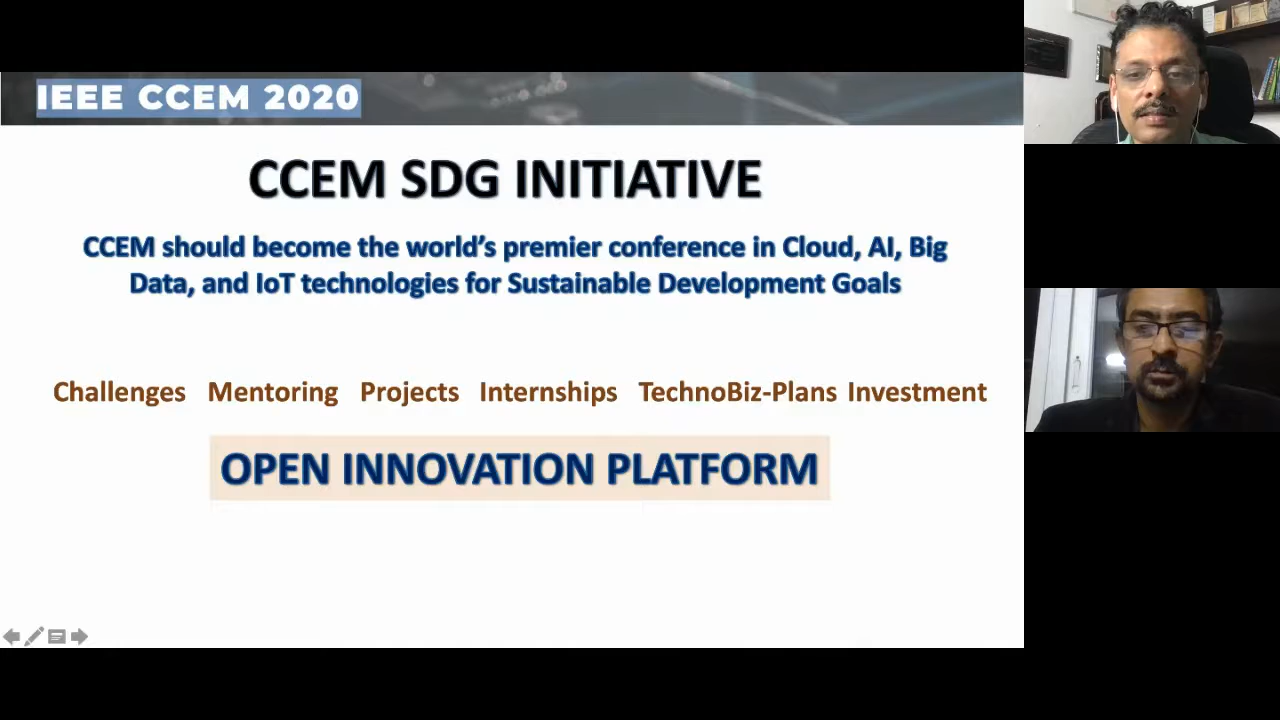 IEEE CCEM 2020
CCEM SDG INITIATIVE
CCEM should become the world's premier conference in Cloud, AI, Big
Data, and IoT technologies for Sustainable Development Goals
Challenges Mentoring Projects Internships TechnoBiz-Plans Investment
OPEN INNOVATION PLATFORM